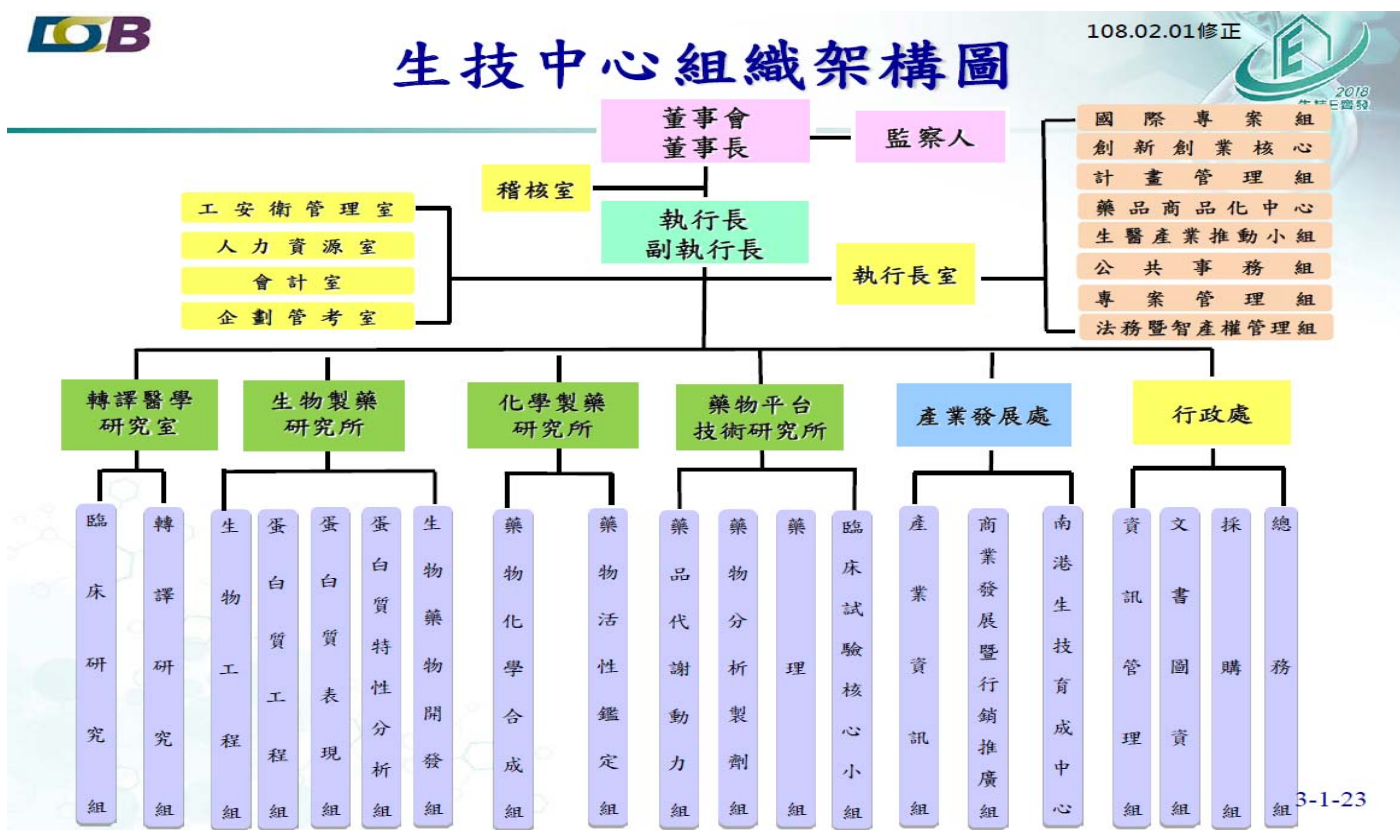 DCB
生技中心組織架構圖
108.02.01修正
E
2018
董事會
董事長
監察人
稽核室
執行長
副執行長
執行長室
工安衛管理室
人力資源室
會計室
企劃管考室
國際專案組
創新創業核心
計畫管理組
藥品商品化中心
生醫產業推動小組
公共事務組
專案管理組
法務暨智產權管理組
轉譯醫學
研究室
生物製藥
研究所
化學製藥
研究所
藥物平台
技術研究所
產業發展處
行政處
臨床研究組
轉譯研究組
生物工程組
蛋白質工程組
蛋白質表現組
蛋白質特性分析組
生物藥物開發組
藥物化學合成組
藥物活性鑑定組
藥品代謝動力組
藥物分析製劑組
藥理組
臨床試驗核心小組
產業資訊組
商業發展暨行銷推廣組
南港生技育成中心
資訊管理組
文書圖資組
採購組
總務組
3-1-23